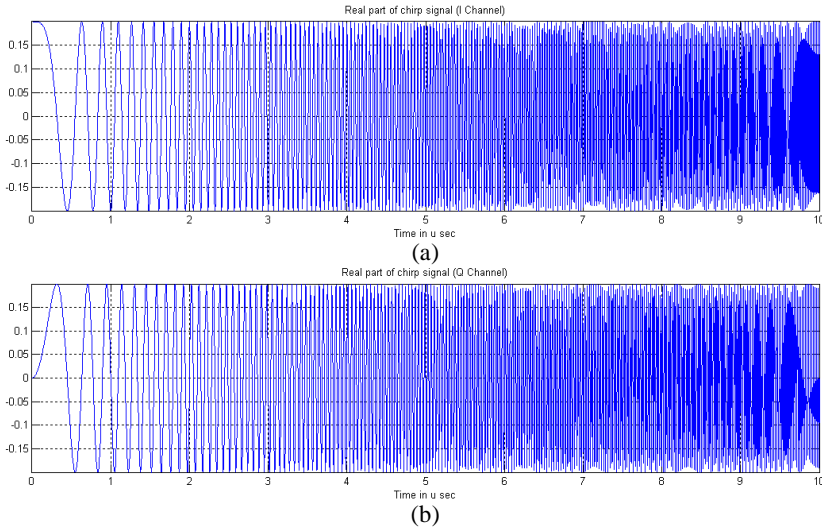 Real part of chirp signal (I Channel)
0.15
0.1
0.05
0
-0.05
-0.1
-0.15
0 1 2 3 4 5 6 7 8 9 10
Time in u sec
(a)
Real part of chirp signal (Q Channel)
0.15
0.1
0.05
0
-0.05
-0.1
-0.15
0 1 2 3 4 5 6 7 8 9 10
Time in u sec
(b)